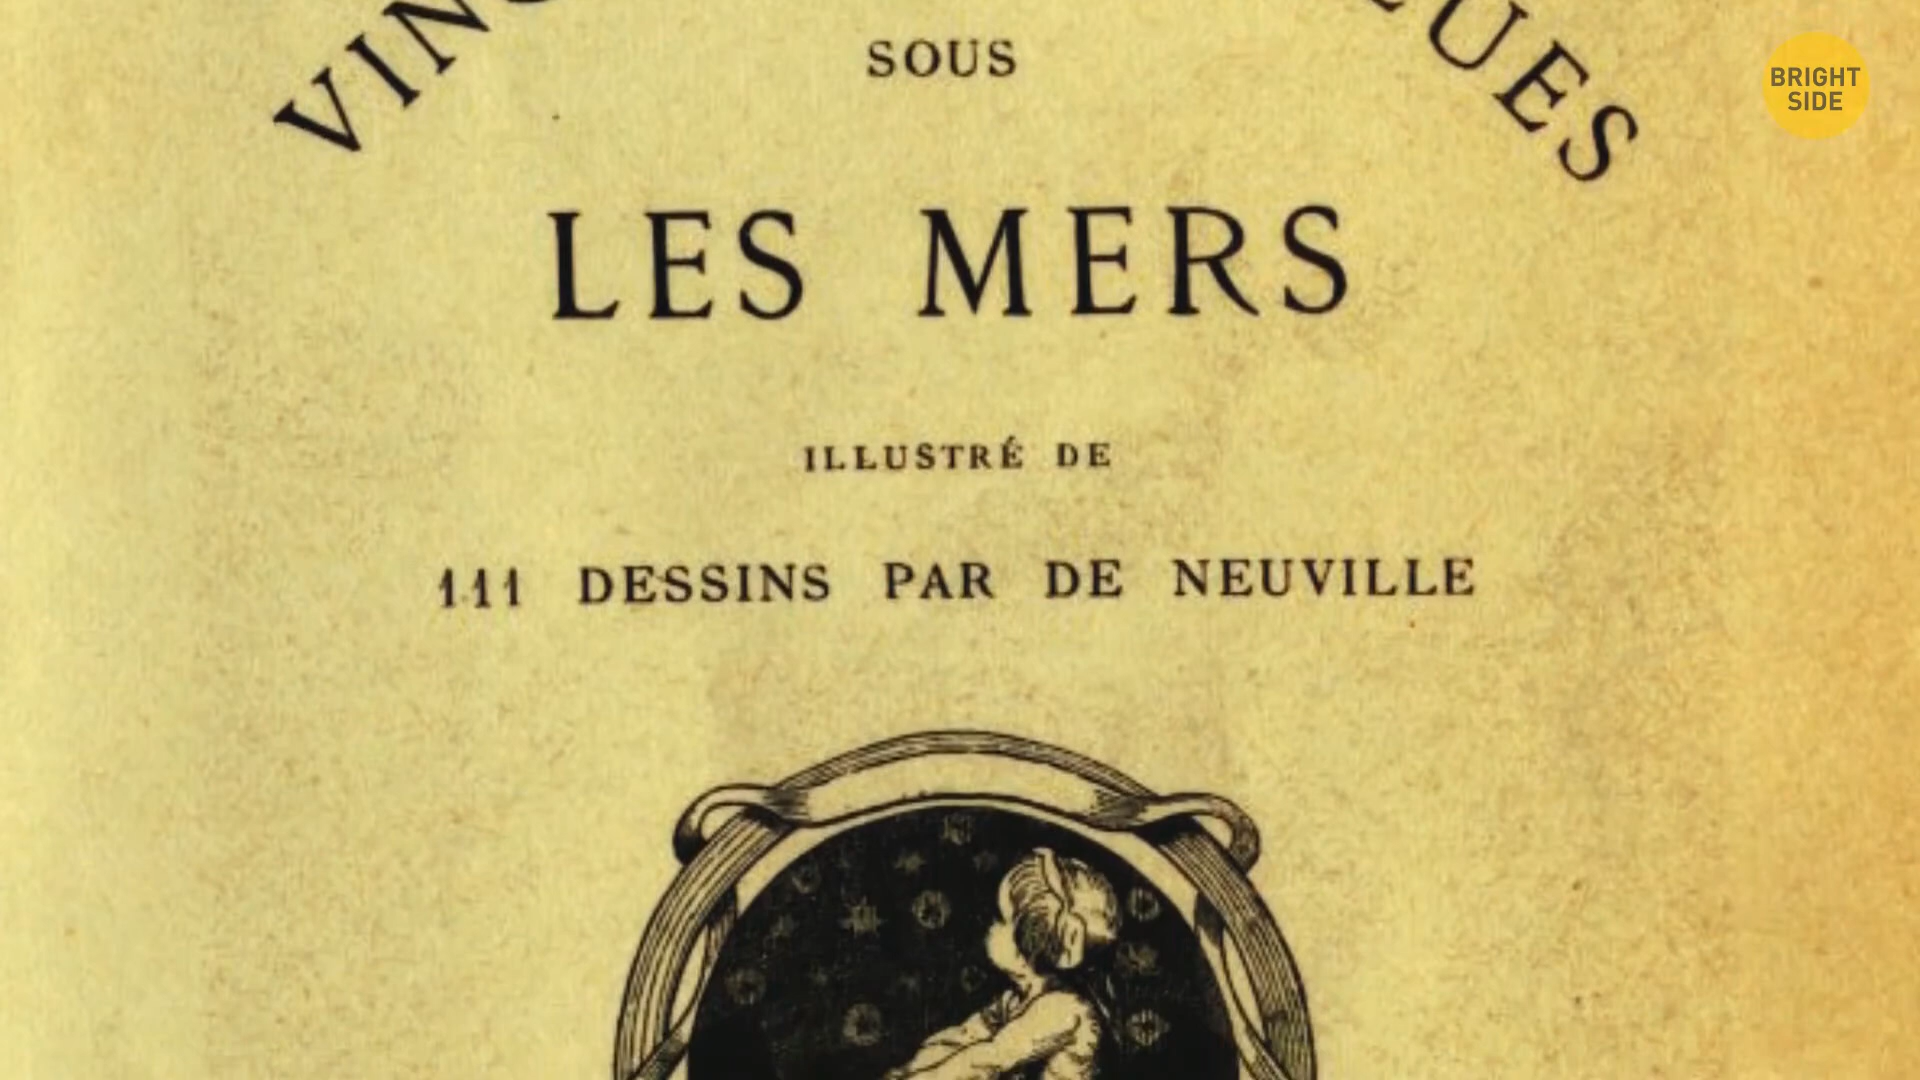 SOUS
LES MERS
ILLUSTRÉ DE
111 DESSINS PAR DE NEUVILLE
BRIGHT
SIDE